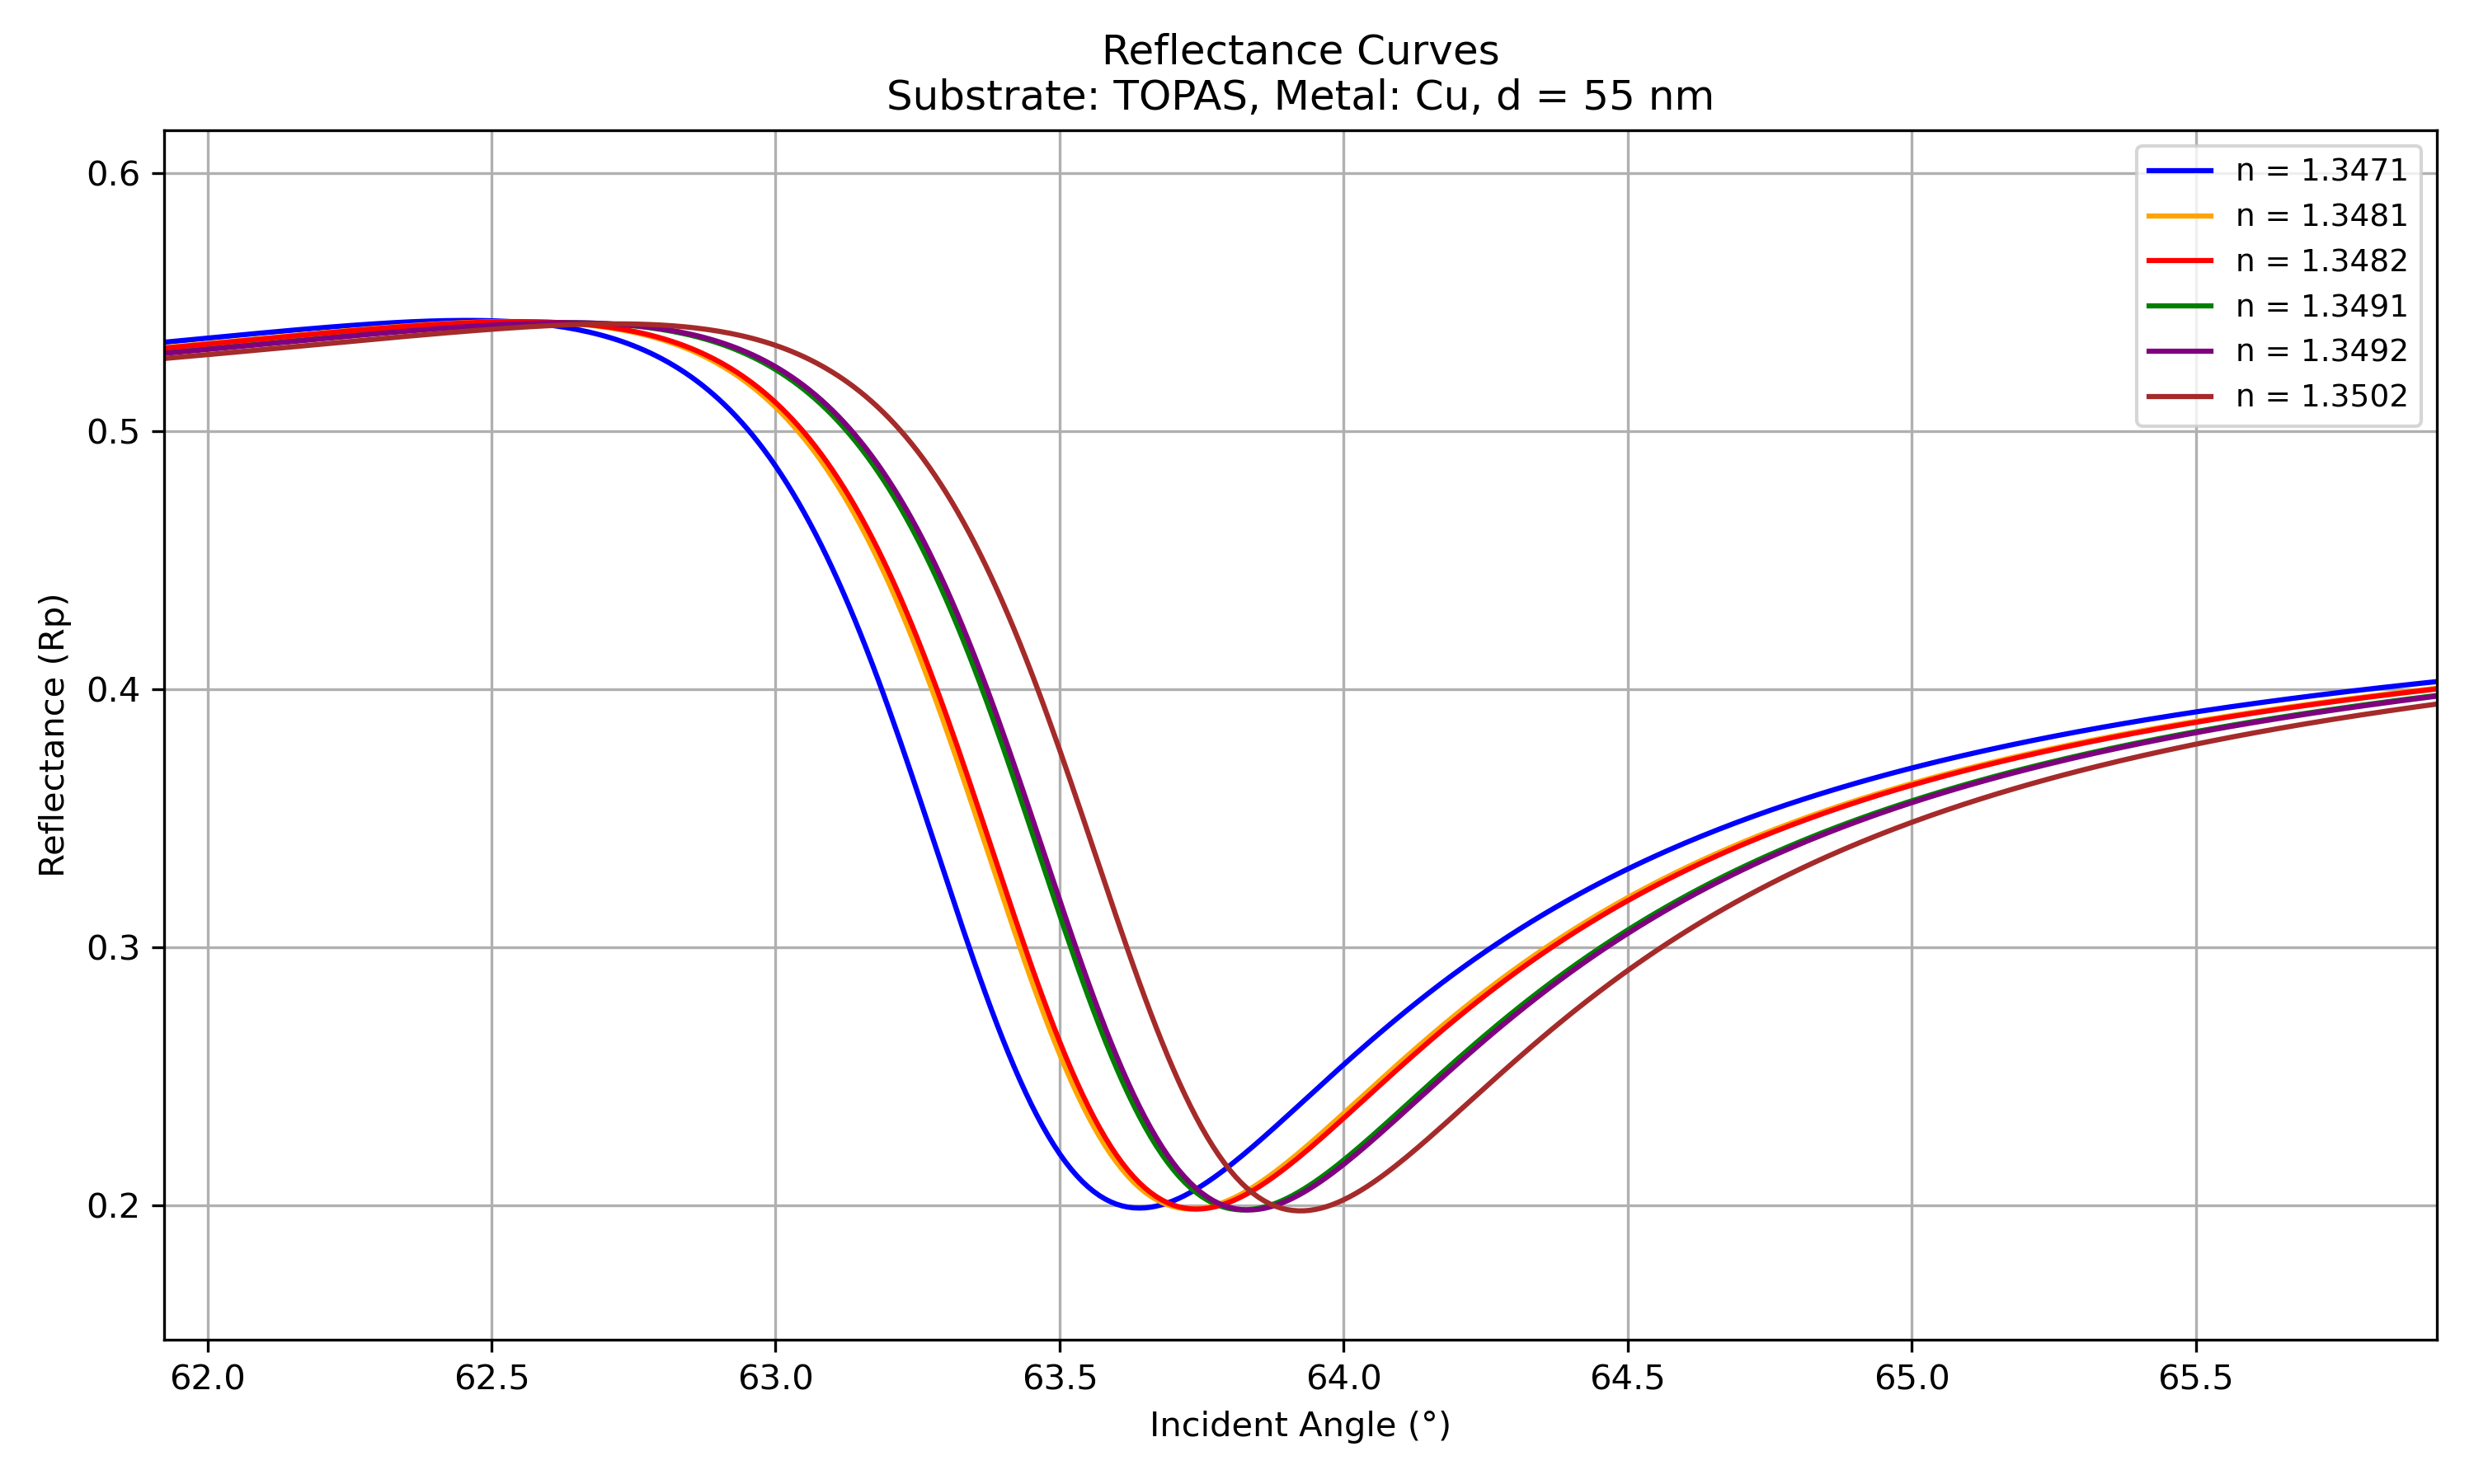 Reflectance Curves
Substrate: TOPAS, Metal: Cu, d = 55 nm
n = 1.3471
n = 1.3481
n = 1.3482
n = 1.3491
n = 1.3492
n = 1.3502
Reflectance (Rp)
0.6
0.5
0.4
0.3
0.2
62.0 62.5 63.0 63.5 64.0 64.5 65.0 65.5
Incident Angle (°)